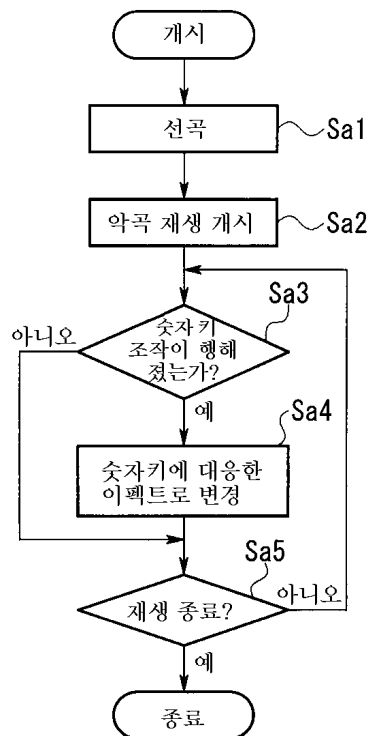 개시
선곡
Sa1
악곡 재생 개시
Sa2
Sa3
숫자키
조작이 행해
졌는가?
아니오
예
Sa4
숫자키에 대응한
이펙트로 변경
Sa5
재생 종료?
아니오
예
종료